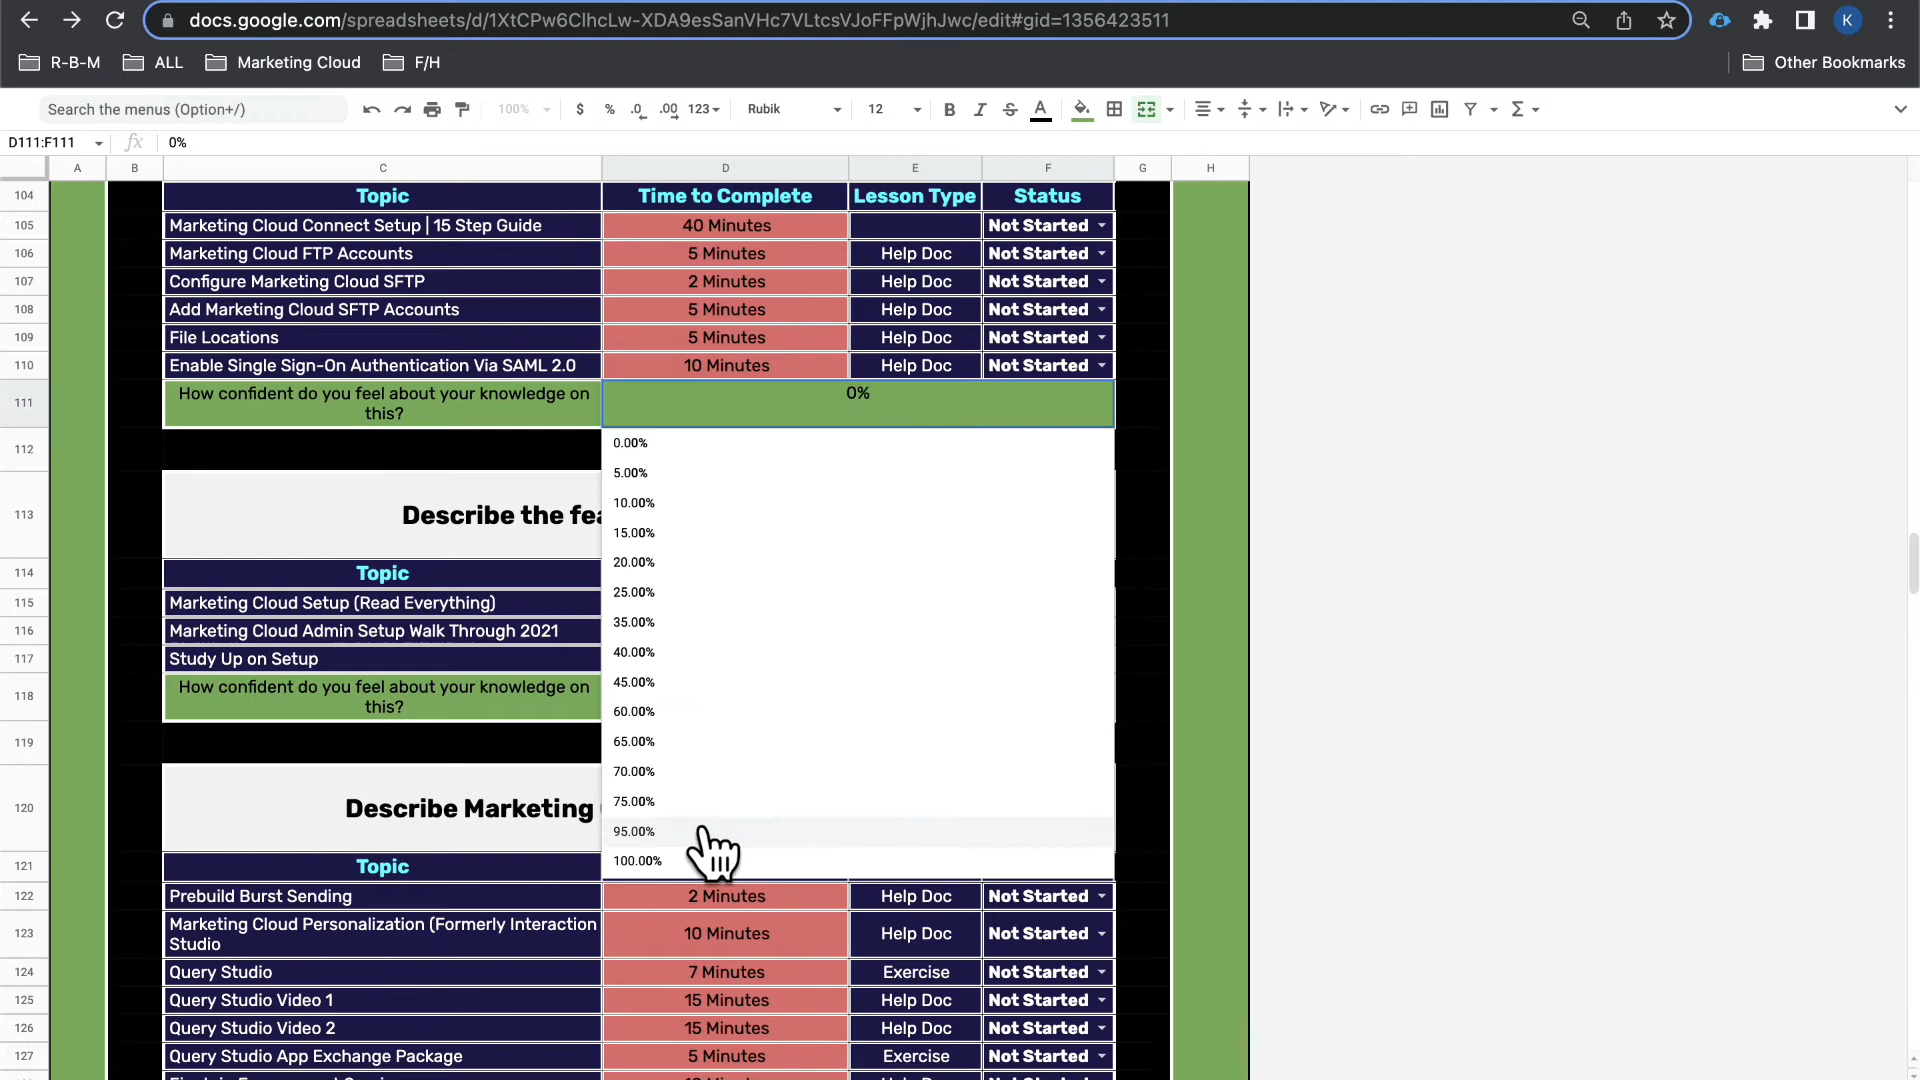 docs.google.com/spreadsheets/d/1XtCPw6ClhcLw-XDA9esSanVHc7VLtcsVJoFFpWjhJwc/edit#gid=1356423511
K
R-B-M ALL Marketing Cloud F/H Other Bookmarks
Search the menus (Option+/) 100% $ % .0 .00 123 Rubik 12 B I S A Σ
D111:F111 fx 0%
A B C D E F G H
104 Topic Time to Complete Lesson Type Status
105 Marketing Cloud Connect Setup | 15 Step Guide 40 Minutes Not Started
106 Marketing Cloud FTP Accounts 5 Minutes Help Doc Not Started
107 Configure Marketing Cloud SFTP 2 Minutes Help Doc Not Started
108 Add Marketing Cloud SFTP Accounts 5 Minutes Help Doc Not Started
109 File Locations 5 Minutes Help Doc Not Started
110 Enable Single Sign-On Authentication Via SAML 2.0 10 Minutes Help Doc Not Started
111 How confident do you feel about your knowledge on 0%
this?
0.00%
112
5.00%
10.00%
113 Describe the fea
15.00%
20.00%
114 Topic
25.00%
115 Marketing Cloud Setup (Read Everything)
35.00%
116 Marketing Cloud Admin Setup Walk Through 2021
40.00%
117 Study Up on Setup
45.00%
118 How confident do you feel about your knowledge on
this?
60.00%
119
65.00%
70.00%
75.00%
120 Describe Marketing
95.00%
100.00%
121 Topic
122 Prebuild Burst Sending 2 Minutes Help Doc Not Started
123 Marketing Cloud Personalization (Formerly Interaction 10 Minutes Help Doc Not Started
Studio
124 Query Studio 7 Minutes Exercise Not Started
125 Query Studio Video 1 15 Minutes Help Doc Not Started
126 Query Studio Video 2 15 Minutes Help Doc Not Started
127 Query Studio App Exchange Package 5 Minutes Exercise Not Started